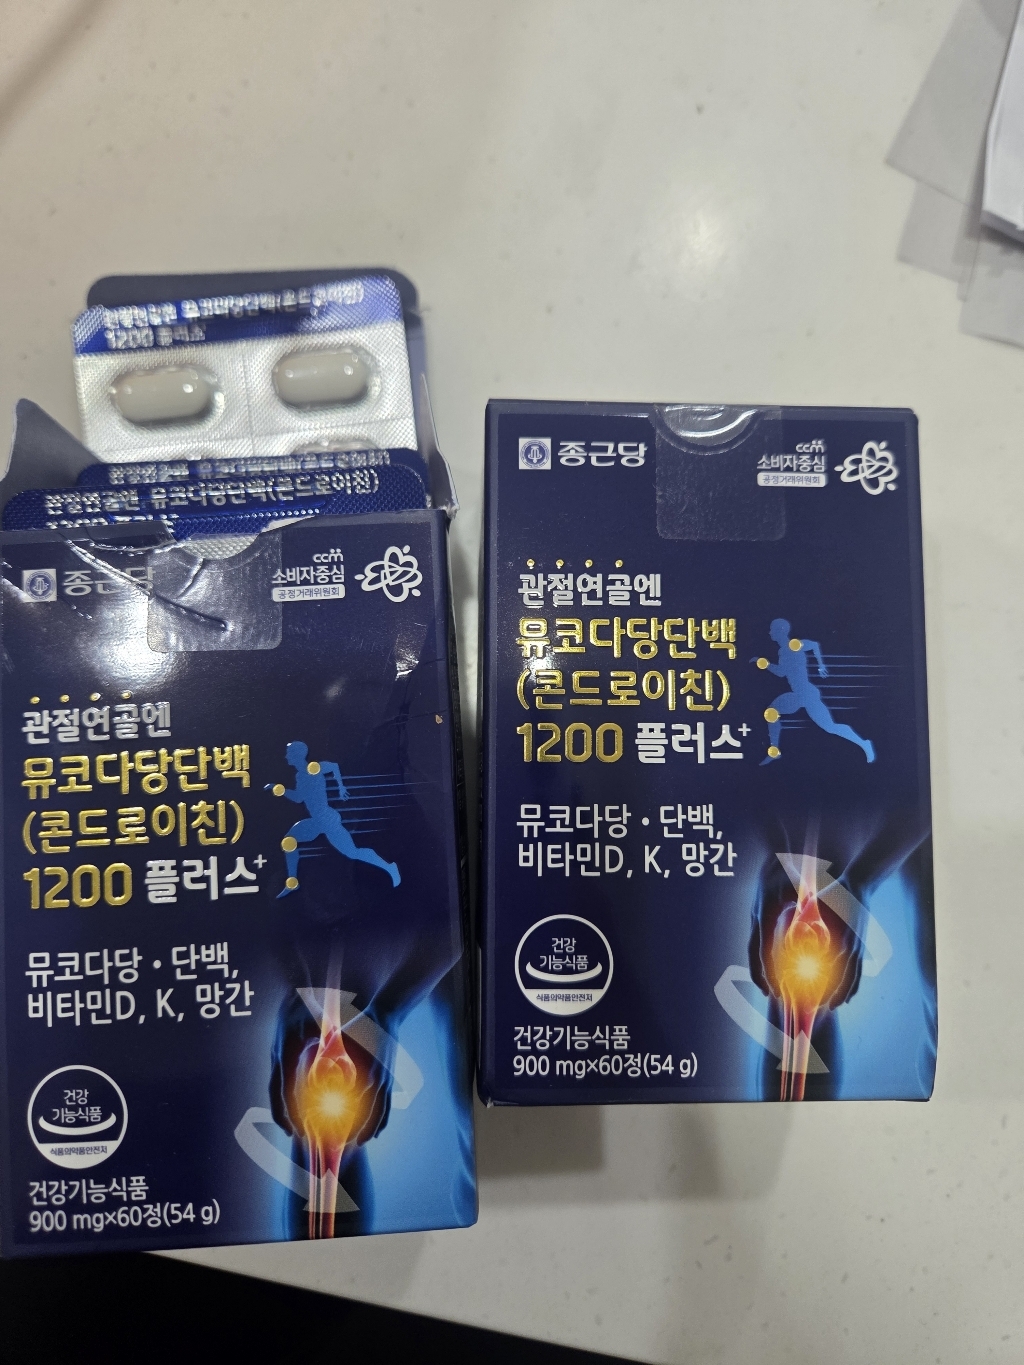 관절연골엔 뮤코다당단백(콘드로이친)
1200 플러스
관절연골엔 뮤코다당단백(콘드로이친)
종근당
ccm
소비자중심
공정거래위원회
관절연골엔
뮤코다당단백
(콘드로이친)
1200 플러스+
뮤코다당・단백,
비타민D, K, 망간
건강
기능식품
식품의약품안전처
건강기능식품
900 mg×60정(54 g)
종근당
ccm
소비자중심
공정거래위원회
관절연골엔
뮤코다당단백
(콘드로이친)
1200 플러스+
뮤코다당・단백,
비타민D, K, 망간
건강
기능식품
식품의약품안전처
건강기능식품
900 mg×60정(54 g)